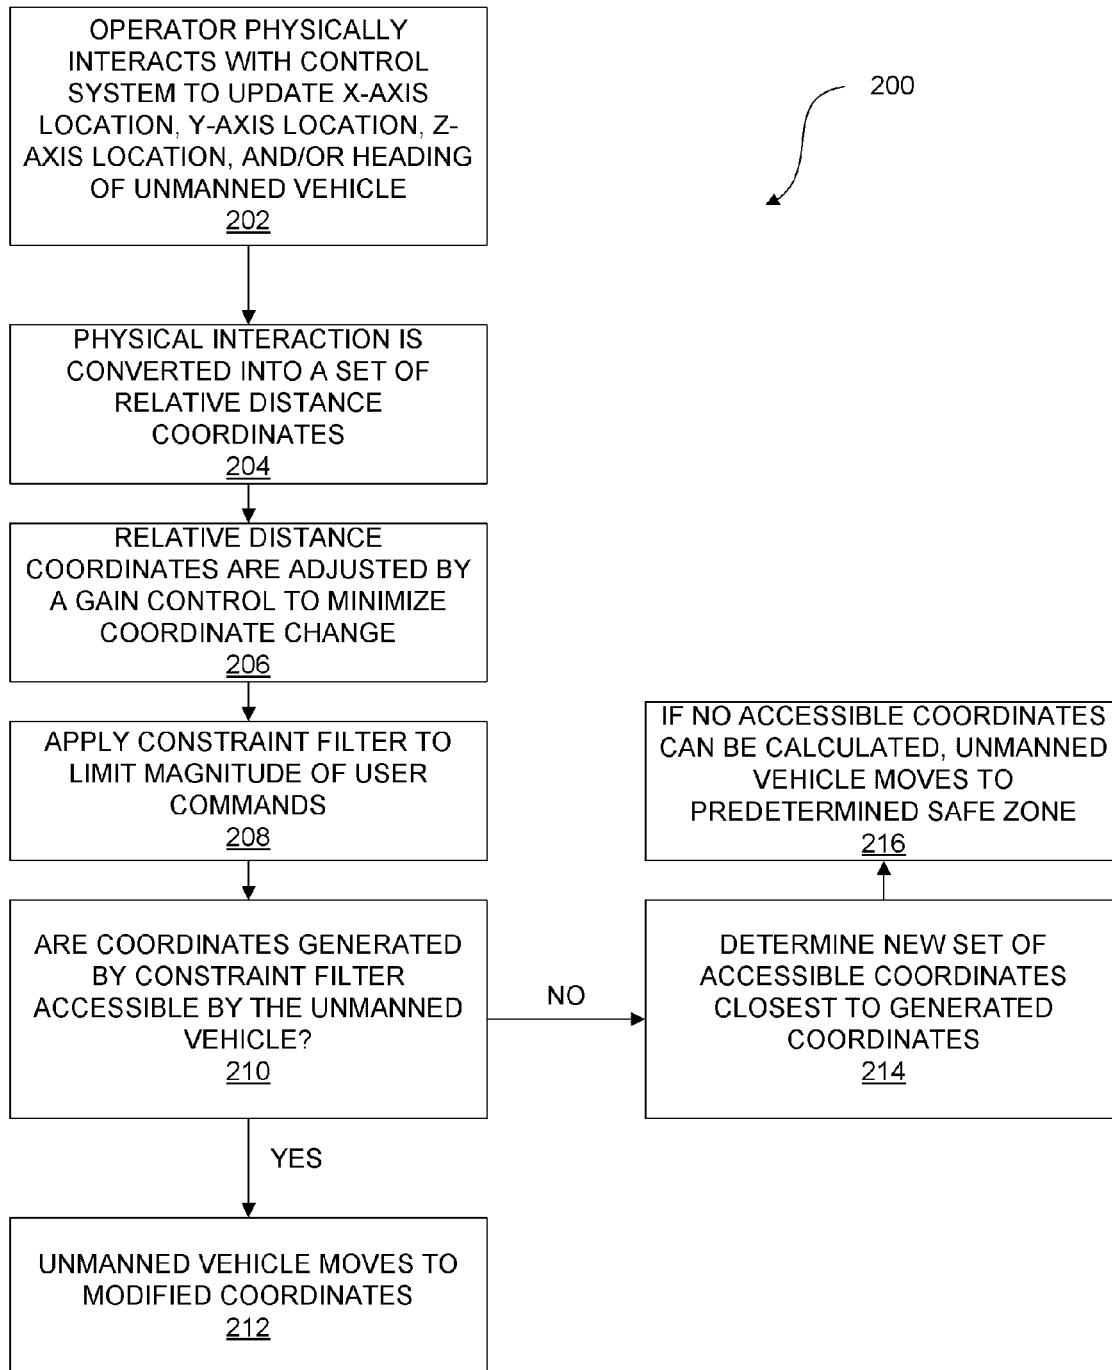 OPERATOR PHYSICALLY
INTERACTS WITH CONTROL
SYSTEM TO UPDATE X-AXIS
LOCATION, Y-AXIS LOCATION, Z-
AXIS LOCATION, AND/OR HEADING
OF UNMANNED VEHICLE
202
200
PHYSICAL INTERACTION IS
CONVERTED INTO A SET OF
RELATIVE DISTANCE
COORDINATES
204
RELATIVE DISTANCE
COORDINATES ARE ADJUSTED BY
A GAIN CONTROL TO MINIMIZE
COORDINATE CHANGE
206
APPLY CONSTRAINT FILTER TO
LIMIT MAGNITUDE OF USER
COMMANDS
208
ARE COORDINATES GENERATED
BY CONSTRAINT FILTER
ACCESSIBLE BY THE UNMANNED
VEHICLE?
210
YES
UNMANNED VEHICLE MOVES TO
MODIFIED COORDINATES
212
NO
DETERMINE NEW SET OF
ACCESSIBLE COORDINATES
CLOSEST TO GENERATED
COORDINATES
214
IF NO ACCESSIBLE COORDINATES
CAN BE CALCULATED, UNMANNED
VEHICLE MOVES TO
PREDETERMINED SAFE ZONE
216